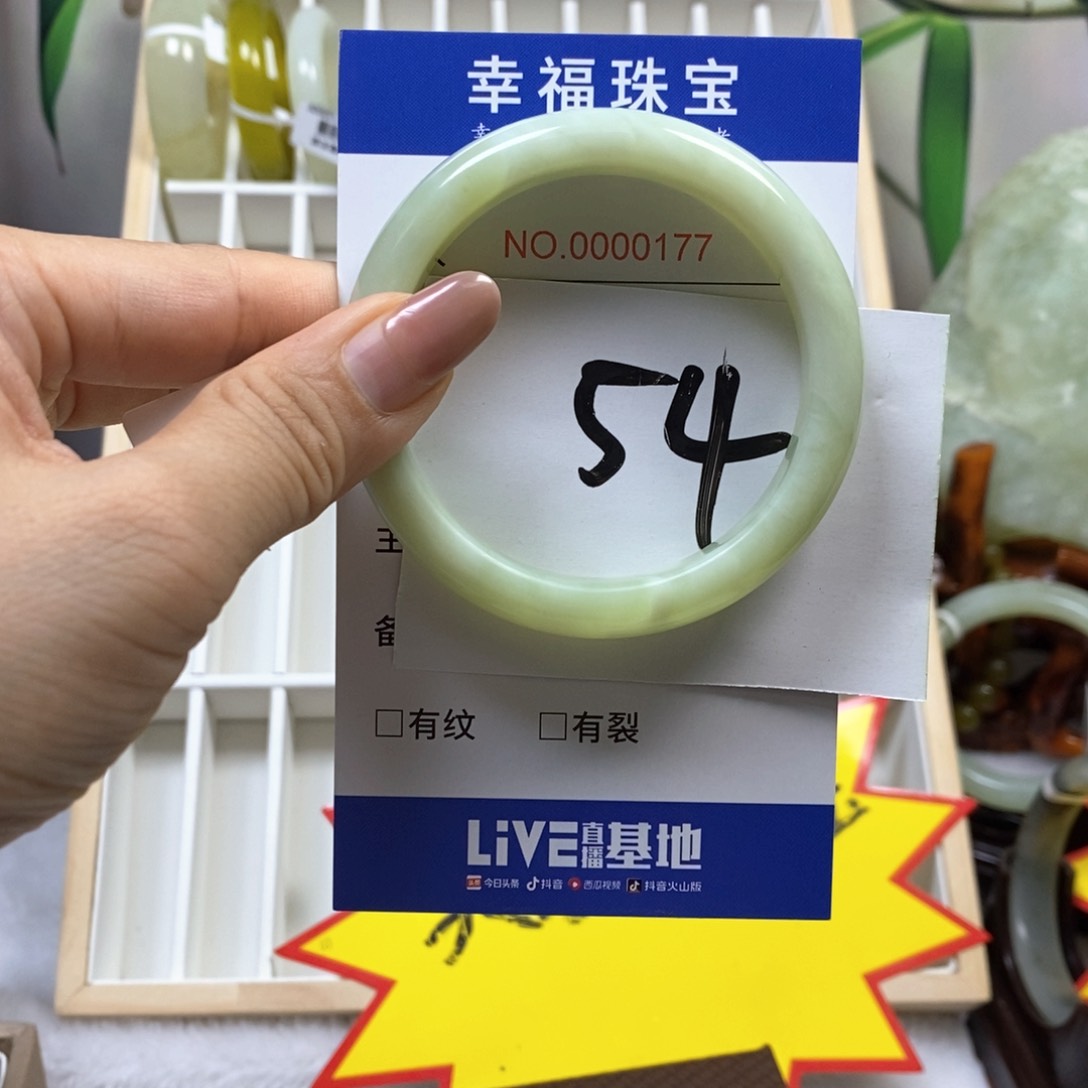 幸福珠宝
NO.0000177
54
□有纹 □有裂
LiVE直播基地
今日头条 抖音 西瓜视频 抖音火山版